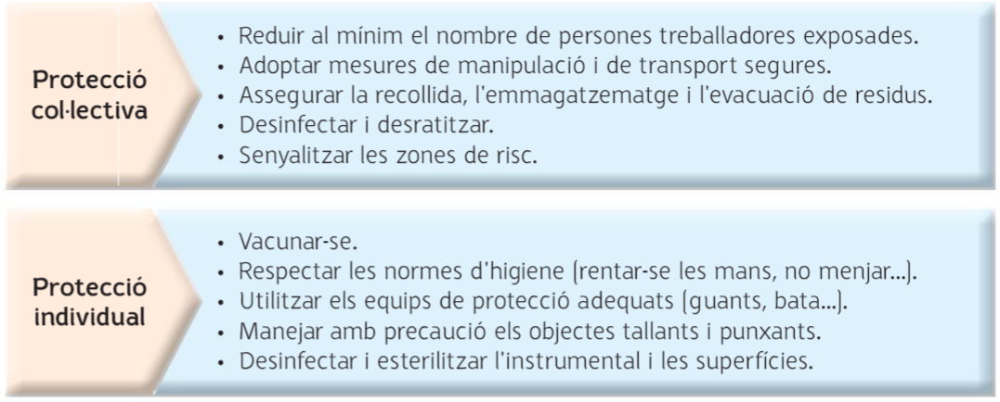 Protecció
col·lectiva
• Reduir al mínim el nombre de persones treballadores exposades.
• Adoptar mesures de manipulació i de transport segures.
• Assegurar la recollida, l'emmagatzematge i l'evacuació de residus.
• Desinfectar i desratitzar.
• Senyalitzar les zones de risc.
Protecció
individual
• Vacunar-se.
• Respectar les normes d'higiene (rentar-se les mans, no menjar...).
• Utilitzar els equips de protecció adequats (guants, bata...).
• Manejar amb precaució els objectes tallants i punxants.
• Desinfectar i esterilitzar l'instrumental i les superfícies.